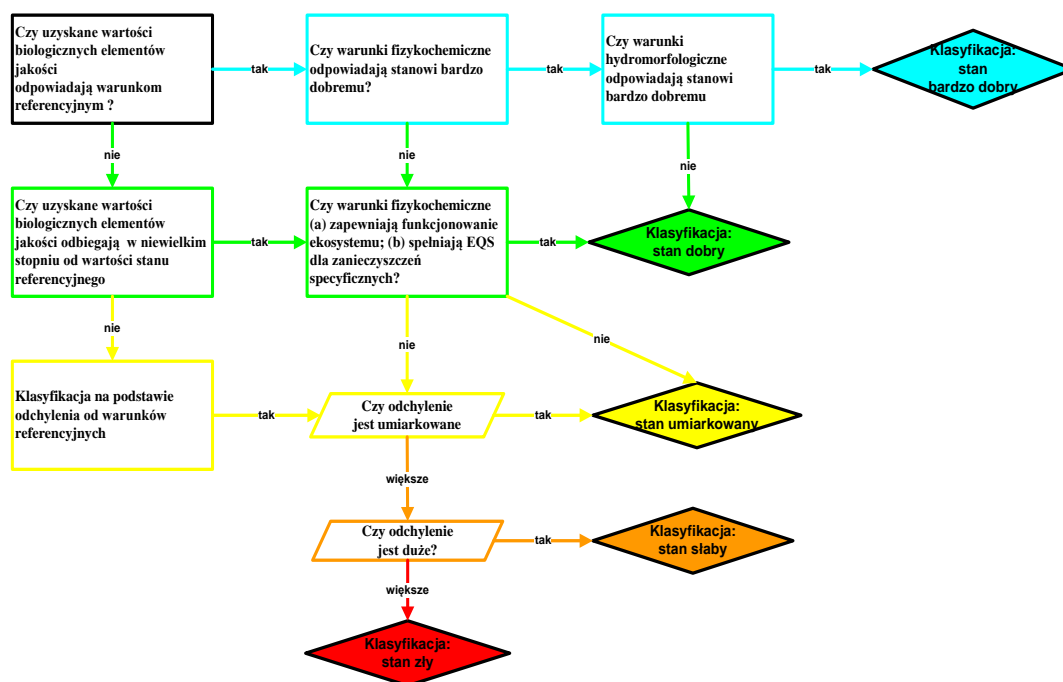 Czy uzyskane wartości
biologicznych elementów
jakości
odpowiadają warunkom
referencyjnym ?
tak
Czy warunki fizykochemiczne
odpowiadają stanowi bardzo
dobremu?
tak
Czy warunki
hydromorfologiczne
odpowiadają stanowi
bardzo dobremu
tak
Klasyfikacja:
stan
bardzo dobry
nie
nie
nie
Czy uzyskane wartości
biologicznych elementów
jakości odbiegają w niewielkim
stopniu od wartości stanu
referencyjnego
tak
Czy warunki fizykochemiczne
(a) zapewniają funkcjonowanie
ekosystemu; (b) spełniają EQS
dla zanieczyszczeń
specyficznych?
tak
Klasyfikacja:
stan dobry
nie
nie
nie
Klasyfikacja na podstawie
odchylenia od warunków
referencyjnych
tak
Czy odchylenie
jest umiarkowane
tak
Klasyfikacja:
stan umiarkowany
większe
Czy odchylenie
jest duże?
tak
Klasyfikacja:
stan słaby
większe
Klasyfikacja:
stan zły